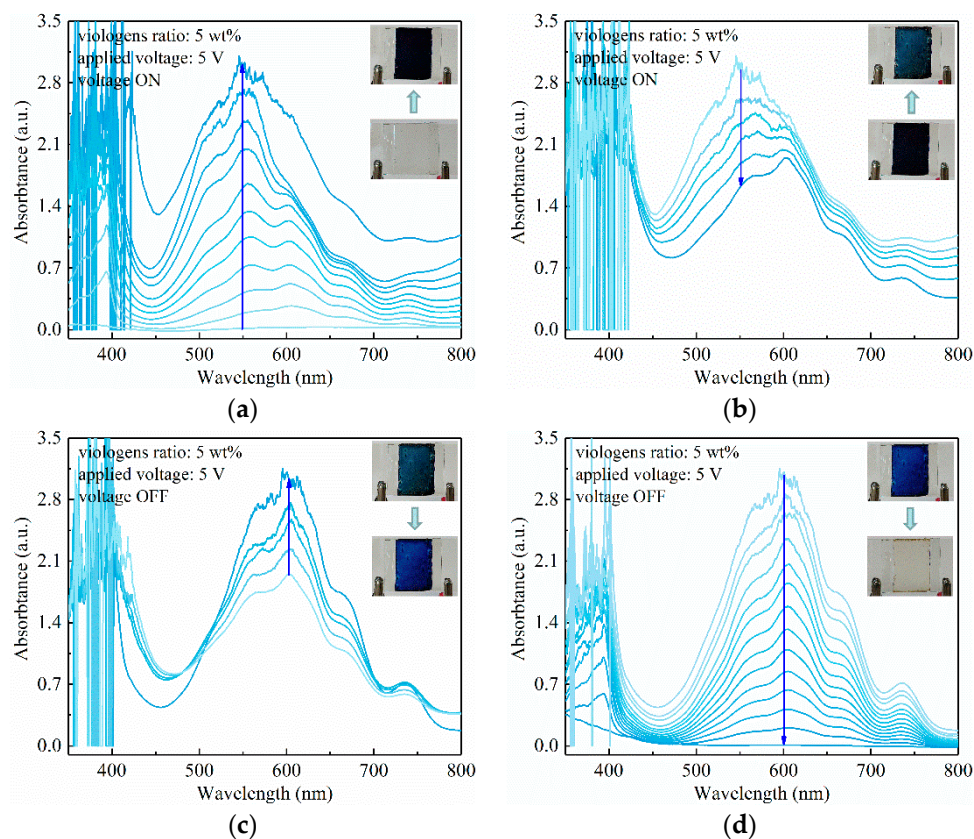 viologens ratio: 5 wt%
applied voltage: 5 V
voltage ON
Absorbtance (a.u.)
3.5
2.8
2.1
1.4
0.7
0.0
400 500 600 700 800
Wavelength (nm)
(a)
viologens ratio: 5 wt%
applied voltage: 5 V
voltage ON
Absorbtance (a.u.)
3.5
2.8
2.1
1.4
0.7
0.0
400 500 600 700 800
Wavelength (nm)
(b)
viologens ratio: 5 wt%
applied voltage: 5 V
voltage OFF
Absorbtance (a.u.)
3.5
2.8
2.1
1.4
0.7
0.0
400 500 600 700 800
Wavelength (nm)
(c)
viologens ratio: 5 wt%
applied voltage: 5 V
voltage OFF
Absorbtance (a.u.)
3.5
2.8
2.1
1.4
0.7
0.0
400 500 600 700 800
Wavelength (nm)
(d)